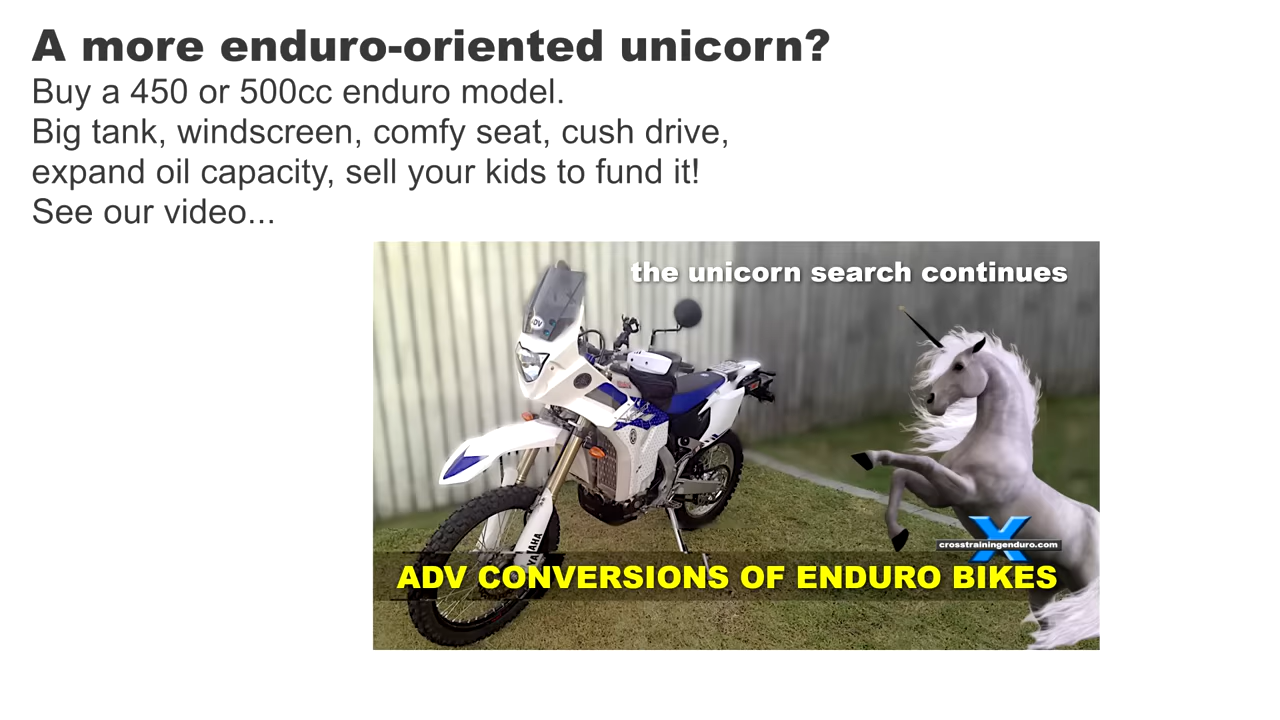 A more enduro-oriented unicorn?
Buy a 450 or 500cc enduro model.
Big tank, windscreen, comfy seat, cush drive,
expand oil capacity, sell your kids to fund it!
See our video...
the unicorn search continues
ADV
YAMAHA
X
crosstrainingenduro.com
ADV CONVERSIONS OF ENDURO BIKES